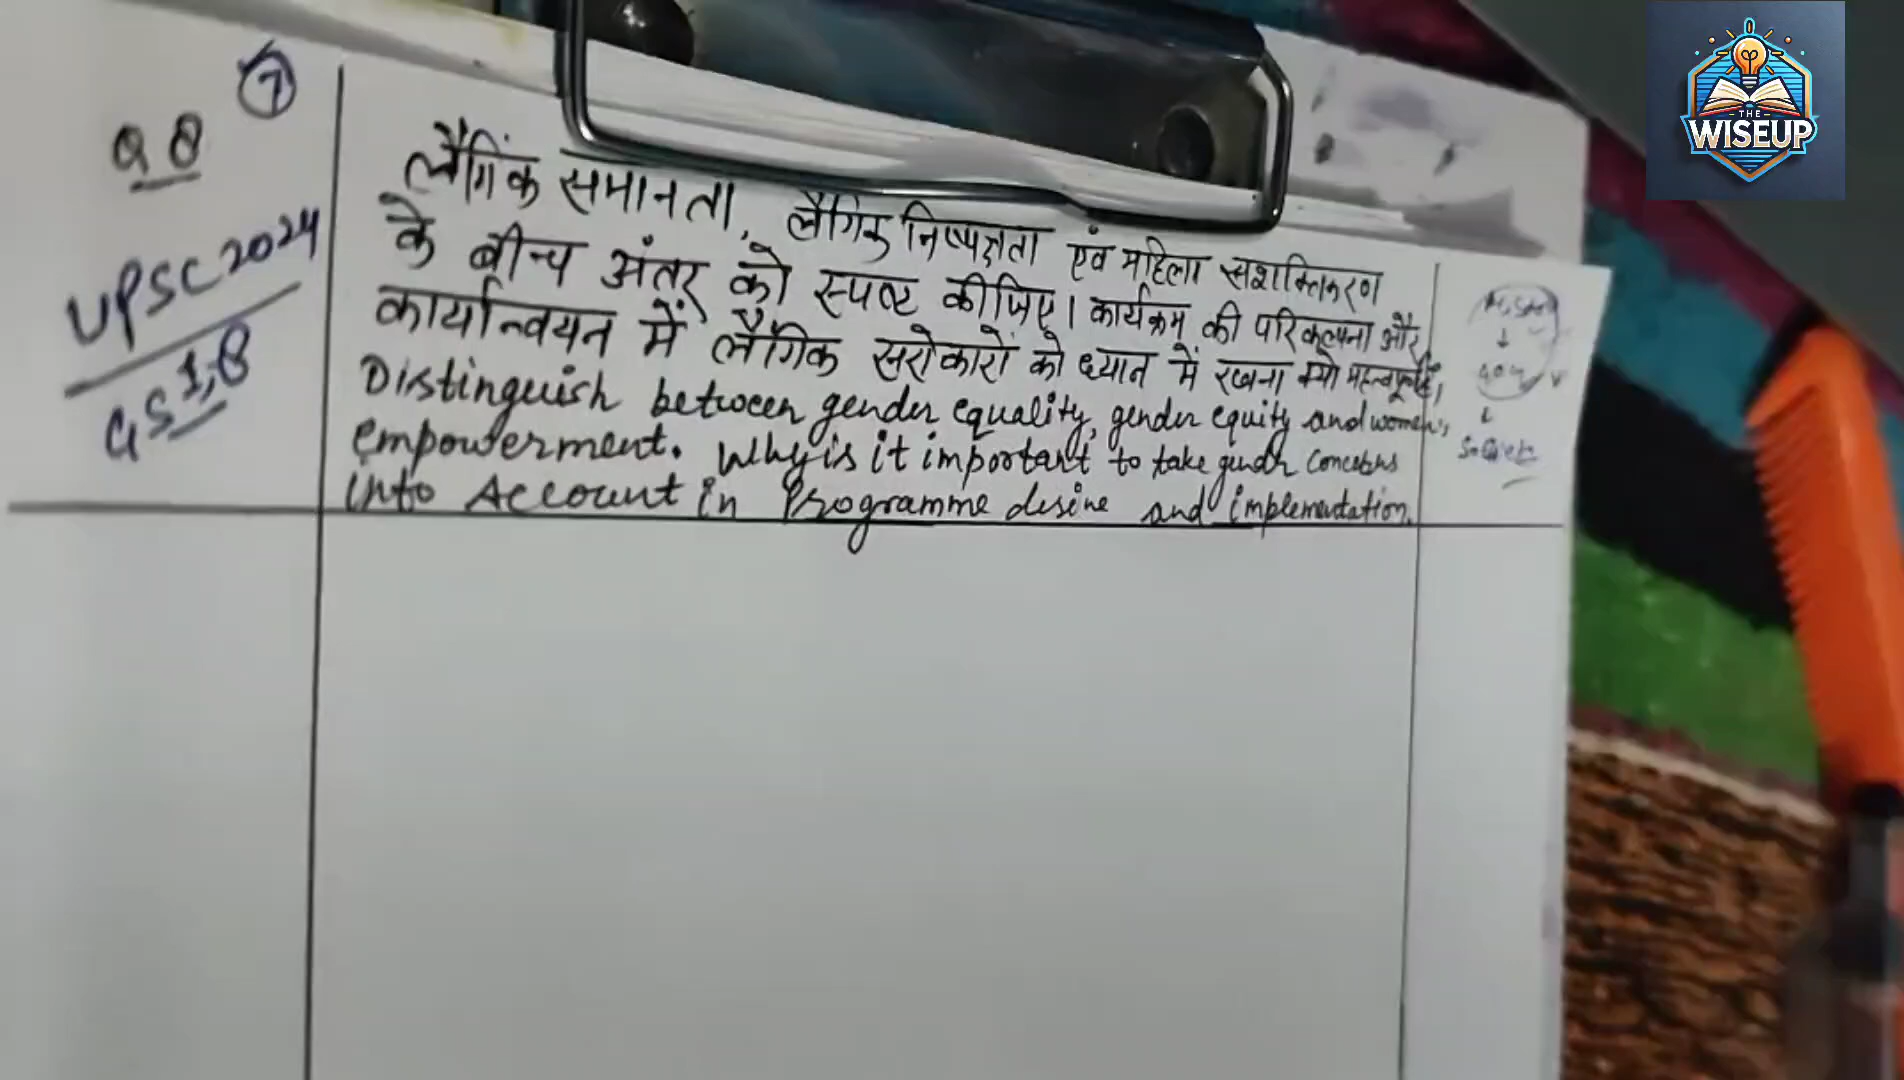 7
Q 8
UPSC 2024
GS 1, 8
लैगिंक समानता, लैंगिक निष्पक्षता एवं महिला सशक्तिकरण
के बीच अंतर को स्पष्ट कीजिए। कार्यक्रम की परिकल्पना और
कार्यान्वयन में लैंगिक सरोकारों को ध्यान में रखना क्यो महत्वपूर्ण है,
Distinguish between gender equality, gender equity and women's
empowerment. Why is it important to take gender concerns
into Account in Programme desine and implementation.
THE
WISEUP